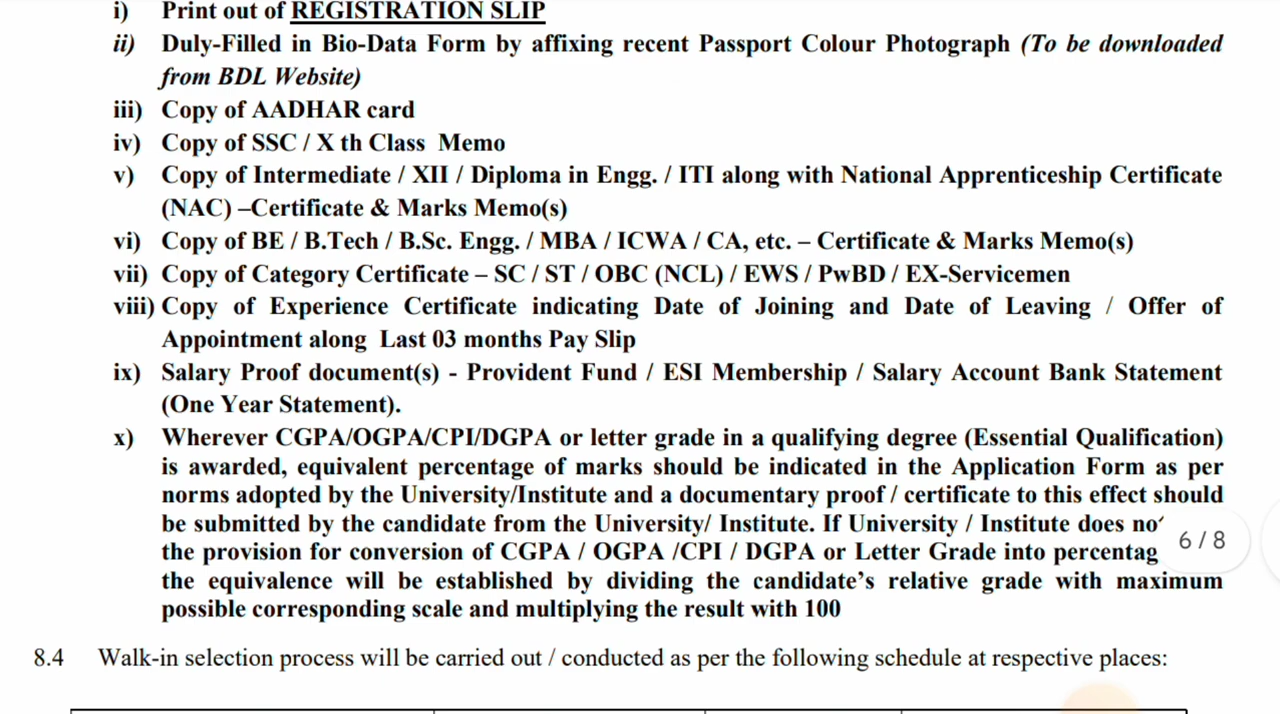 i) Print out of REGISTRATION SLIP
ii) Duly-Filled in Bio-Data Form by affixing recent Passport Colour Photograph (To be downloaded
from BDL Website)
iii) Copy of AADHAR card
iv) Copy of SSC / X th Class Memo
v) Copy of Intermediate / XII / Diploma in Engg. / ITI along with National Apprenticeship Certificate
(NAC) –Certificate & Marks Memo(s)
vi) Copy of BE / B.Tech / B.Sc. Engg. / MBA / ICWA / CA, etc. – Certificate & Marks Memo(s)
vii) Copy of Category Certificate – SC / ST / OBC (NCL) / EWS / PwBD / EX-Servicemen
viii) Copy of Experience Certificate indicating Date of Joining and Date of Leaving / Offer of
Appointment along Last 03 months Pay Slip
ix) Salary Proof document(s) - Provident Fund / ESI Membership / Salary Account Bank Statement
(One Year Statement).
x) Wherever CGPA/OGPA/CPI/DGPA or letter grade in a qualifying degree (Essential Qualification)
is awarded, equivalent percentage of marks should be indicated in the Application Form as per
norms adopted by the University/Institute and a documentary proof / certificate to this effect should
be submitted by the candidate from the University/ Institute. If University / Institute does no
the provision for conversion of CGPA / OGPA /CPI / DGPA or Letter Grade into percentag
6 / 8
the equivalence will be established by dividing the candidate's relative grade with maximum
possible corresponding scale and multiplying the result with 100
8.4 Walk-in selection process will be carried out / conducted as per the following schedule at respective places: